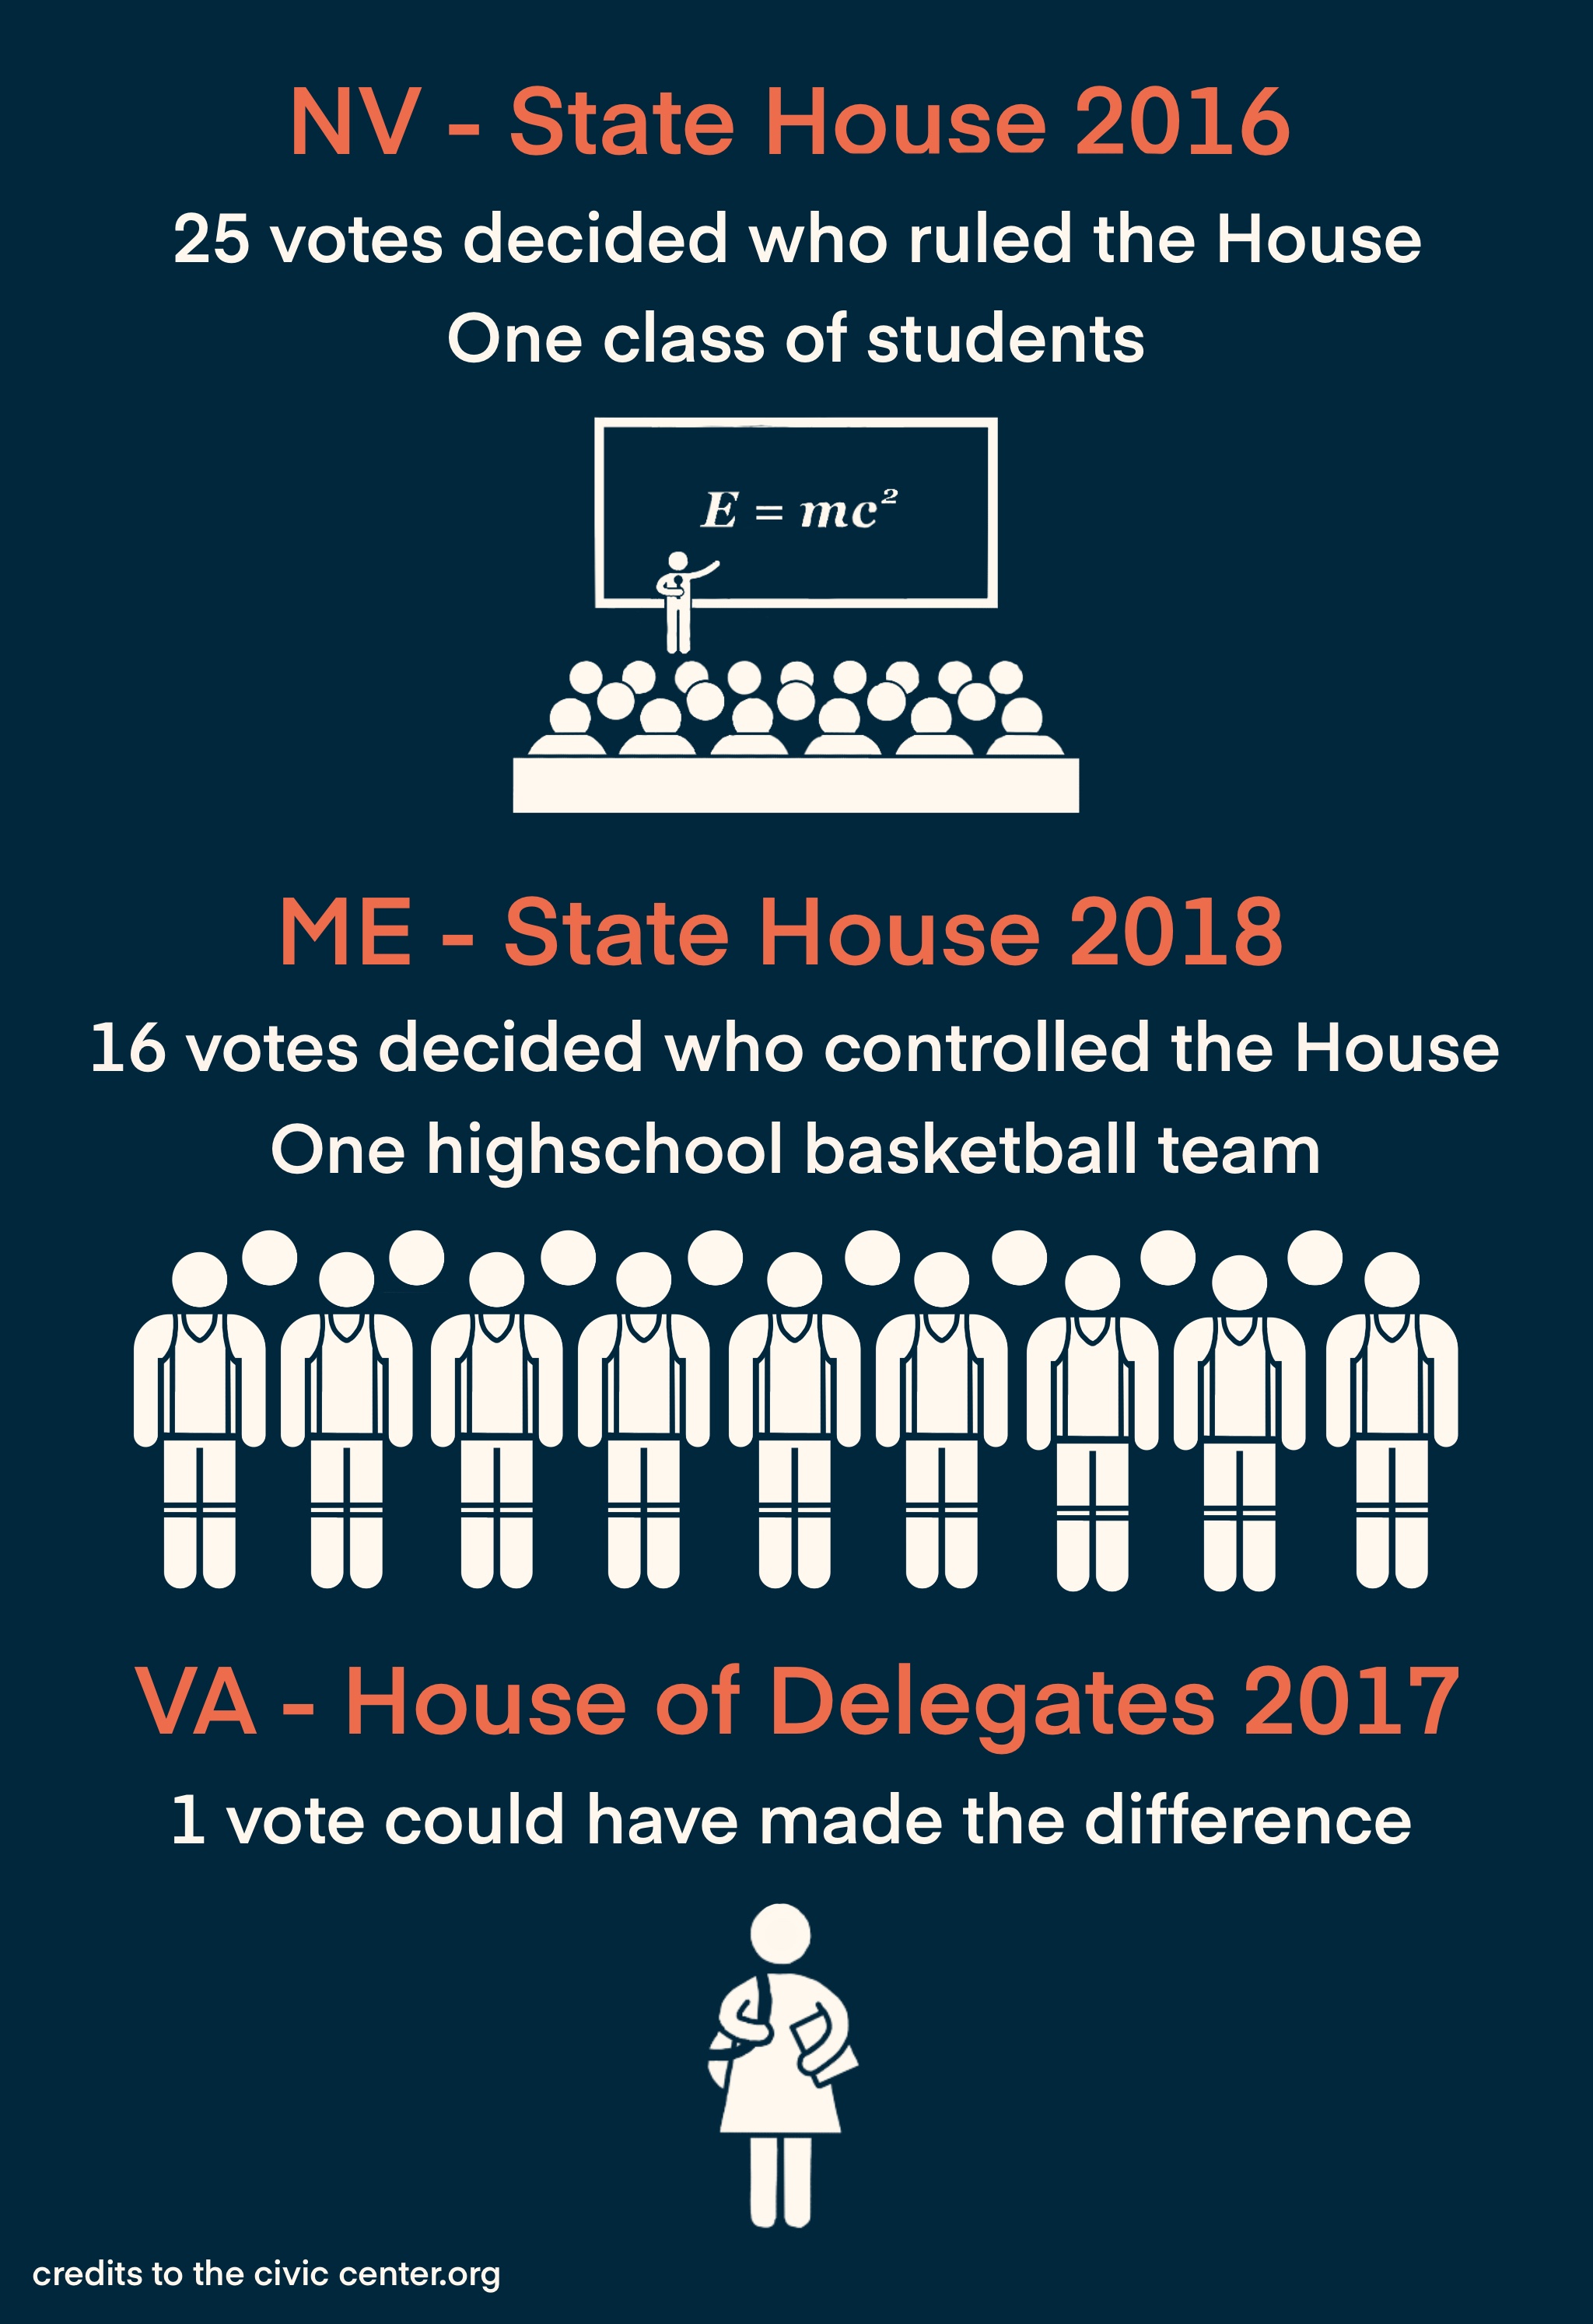 NV - State House 2016
25 votes decided who ruled the House
One class of students
E = mc²
ME - State House 2018
16 votes decided who controlled the House
One highschool basketball team
VA - House of Delegates 2017
1 vote could have made the difference
credits to the civic center.org